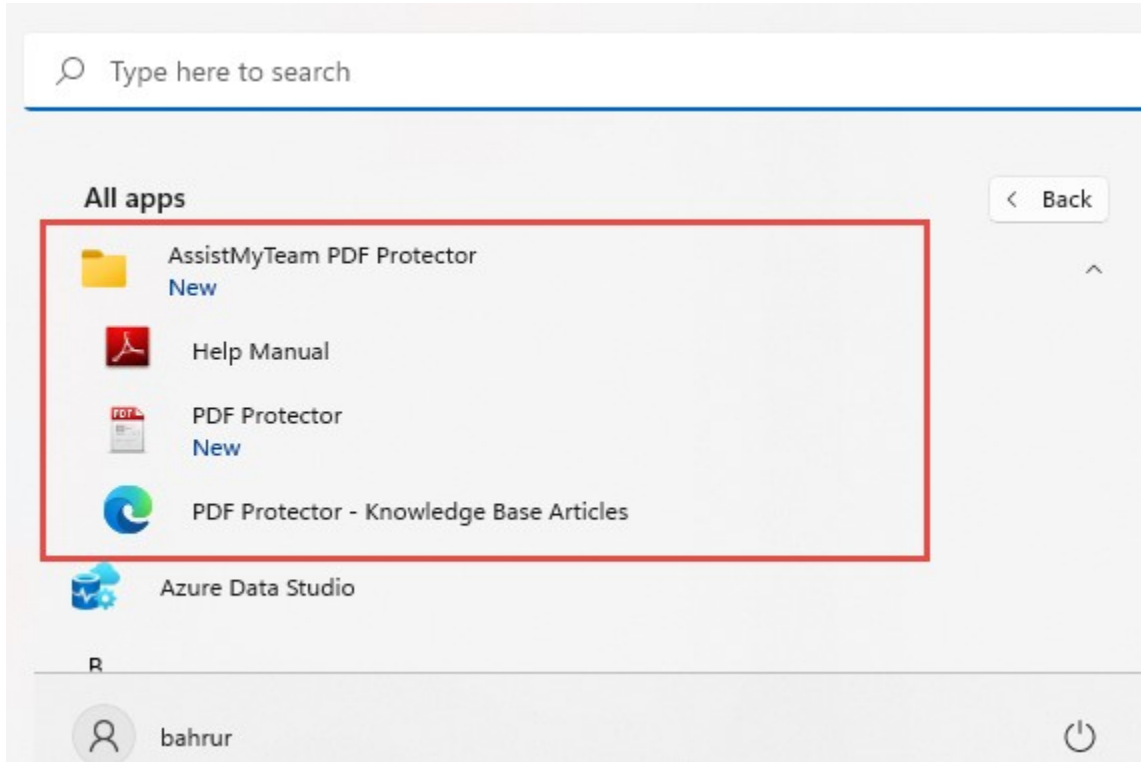 Type here to search
All apps
Back
AssistMyTeam PDF Protector
New
Help Manual
PDF
PDF Protector
New
PDF Protector - Knowledge Base Articles
Azure Data Studio
B
bahrur